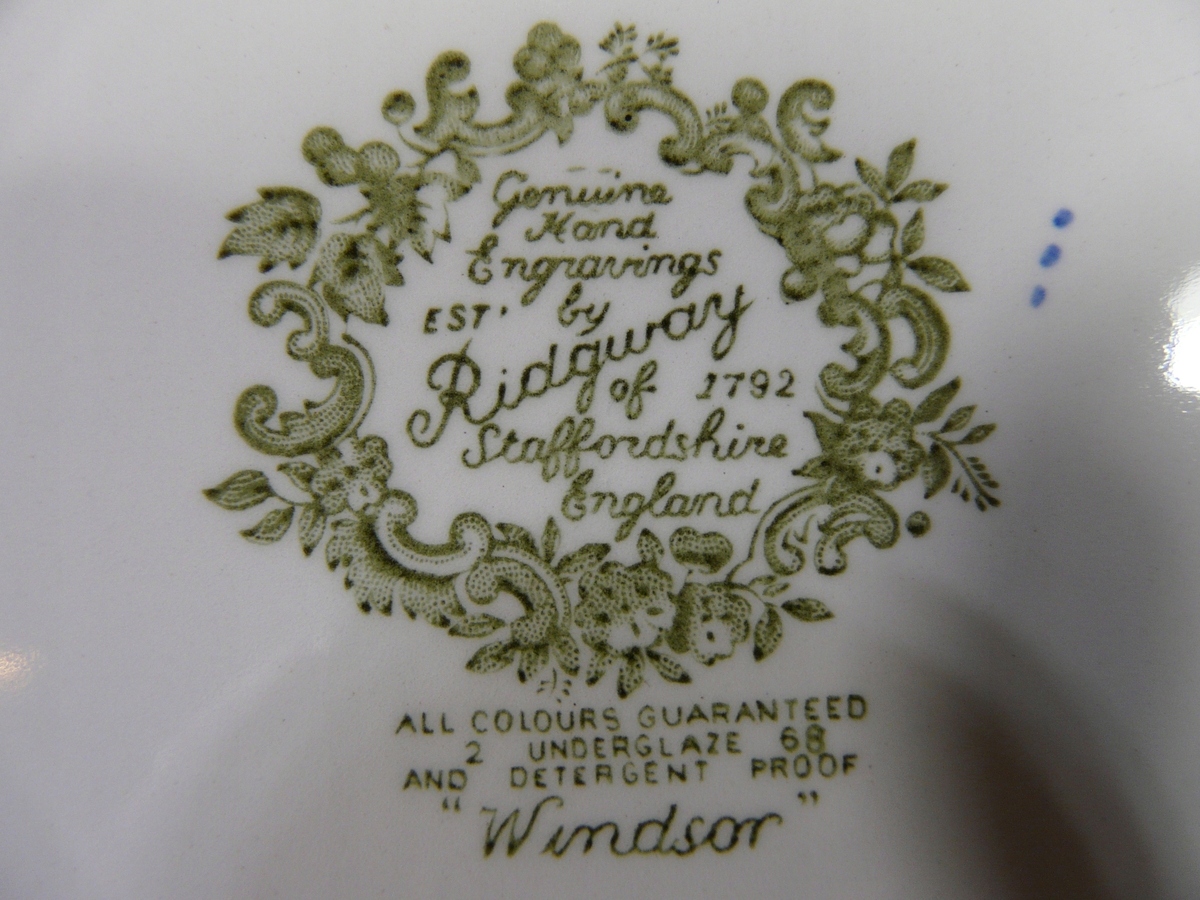 Genuine
Hand
Engravings
EST' by
Ridgway
of 1792
Staffordshire
England
ALL COLOURS GUARANTEED
2 UNDERGLAZE 68
AND DETERGENT PROOF
"Windsor"